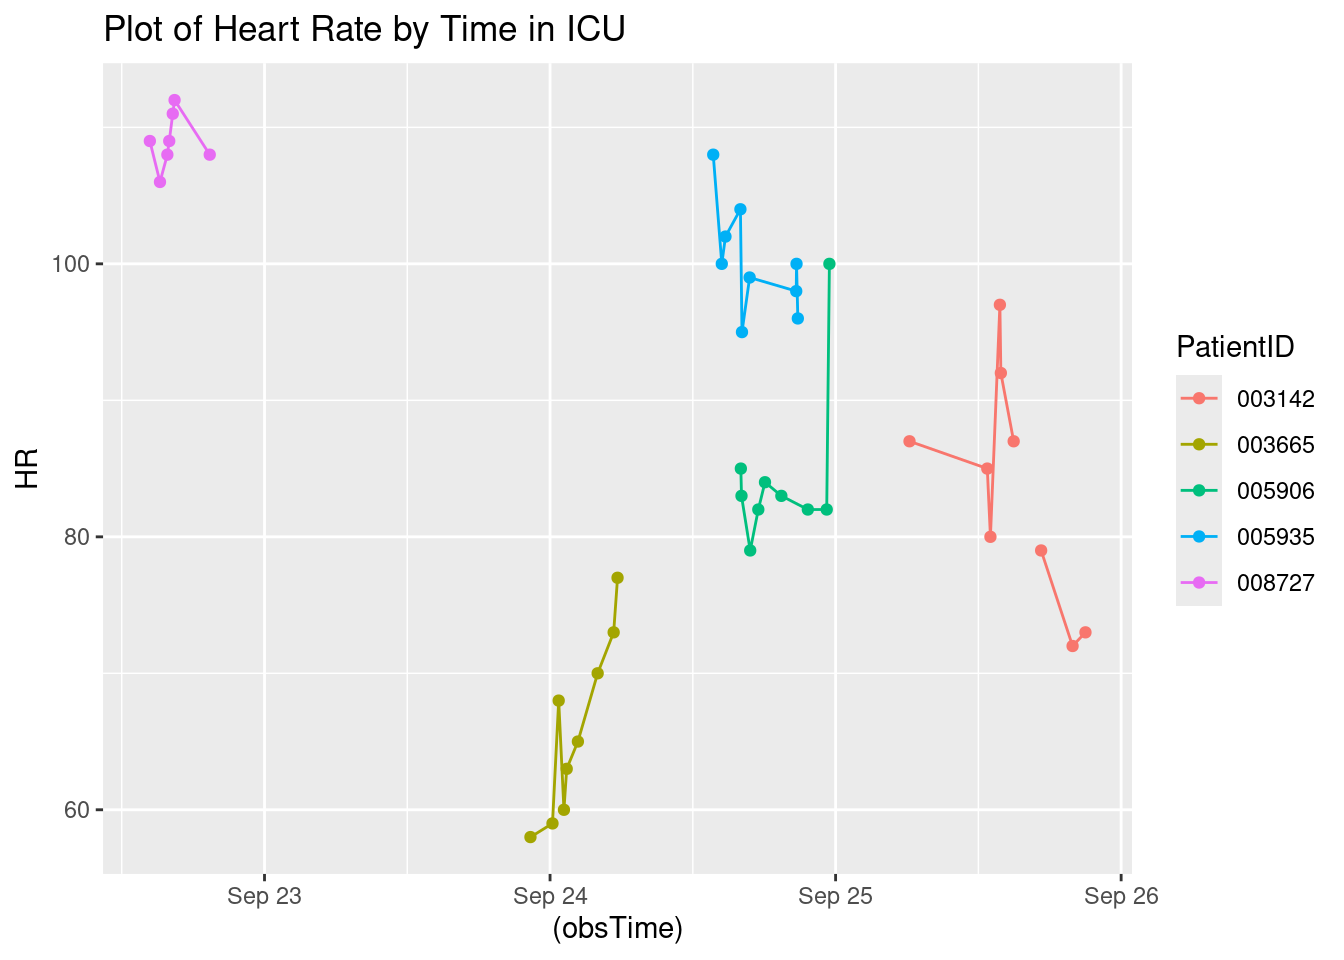 Plot of Heart Rate by Time in ICU
HR
100
80
60
Sep 23
Sep 24
Sep 25
Sep 26
(obsTime)
PatientID
003142
003665
005906
005935
008727